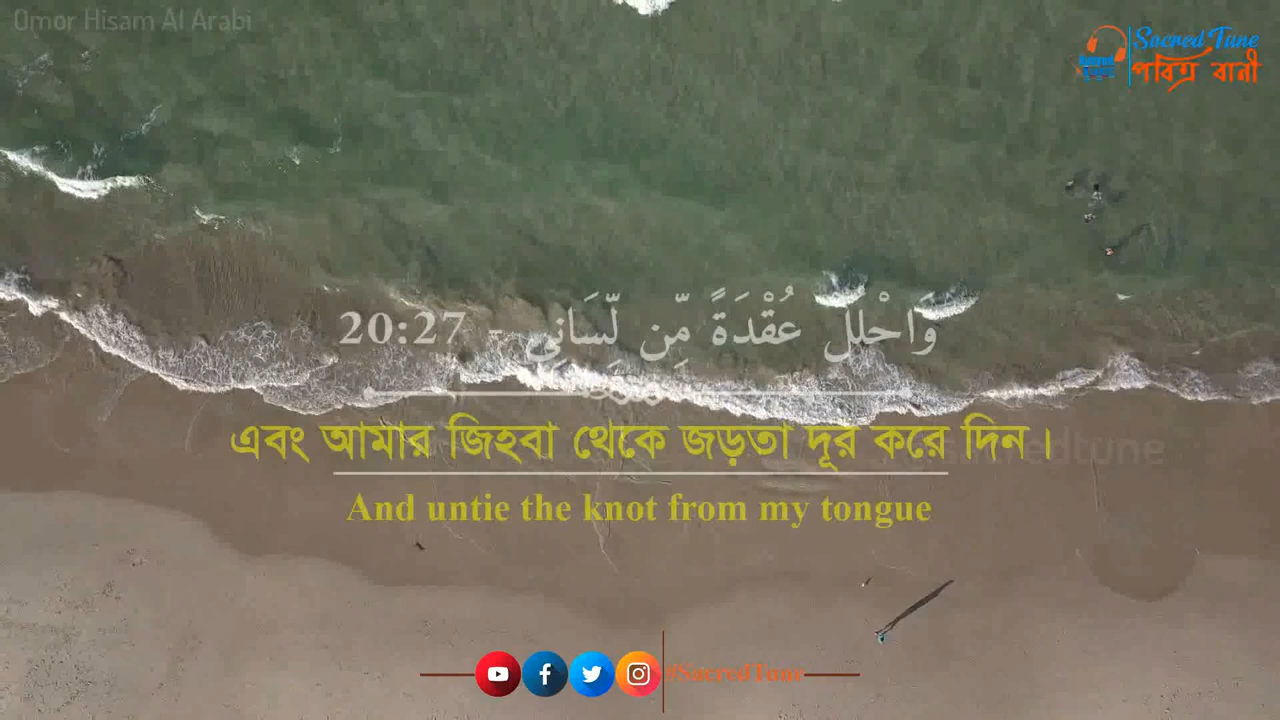 Omor Hisam Al Arabi
Sacred Tune
পবিত্র বানী
وَاحْلُلْ عُقْدَةً مِّن لِّسَانِي - 20:27
এবং আমার জিহবা থেকে জড়তা দূর করে দিন।
And untie the knot from my tongue
#SacredTune